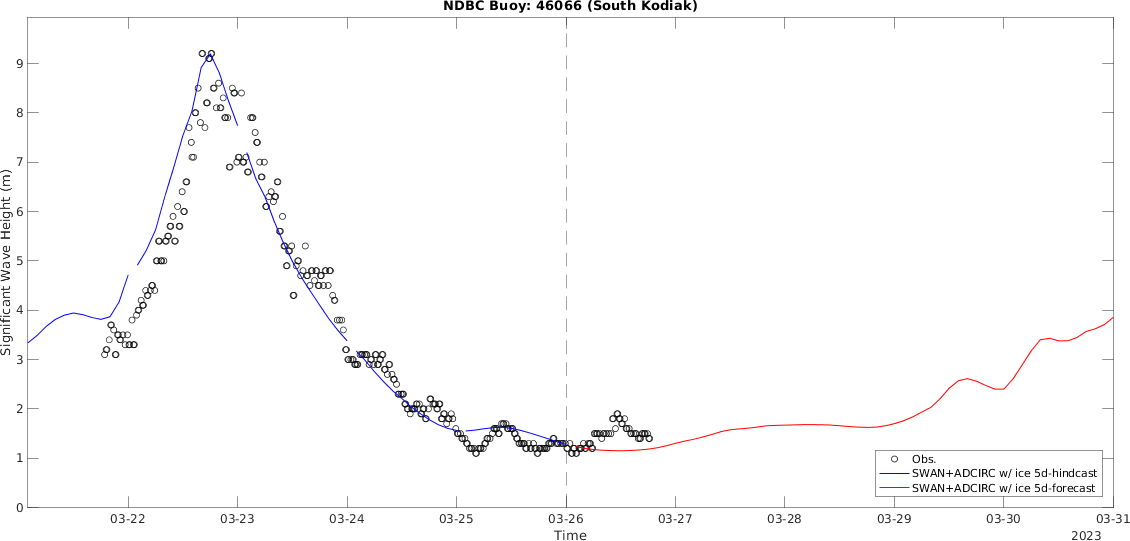 NDBC Buoy: 46066 (South Kodiak)
Significant Wave Height (m)
9
8
7
6
5
4
3
2
1
0
Obs.
SWAN+ADCIRC w/ ice 5d-hindcast
SWAN+ADCIRC w/ ice 5d-forecast
03-22 03-23 03-24 03-25 03-26 03-27 03-28 03-29 03-30 03-31
Time 2023